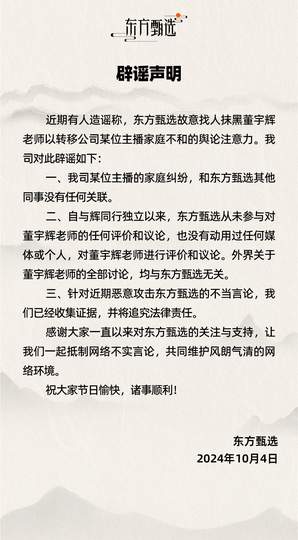 东方甄选
辟谣声明
近期有人造谣称，东方甄选故意找人抹黑董宇辉
老师以转移公司某位主播家庭不和的舆论注意力。我
司对此辟谣如下：
一、我司某位主播的家庭纠纷，和东方甄选其他
同事没有任何关联。
二、自与辉同行独立以来，东方甄选从未参与对
董宇辉老师的任何评价和议论，也没有动用过任何媒
体或个人，对董宇辉老师进行评价和议论。外界关于
董宇辉老师的全部讨论，均与东方甄选无关。
三、针对近期恶意攻击东方甄选的不当言论，我
们已经收集证据，并将追究法律责任。
感谢大家一直以来对东方甄选的关注与支持，让
我们一起抵制网络不实言论，共同维护风朗气清的网
络环境。
祝大家节日愉快，诸事顺利！
东方甄选
2024年10月4日